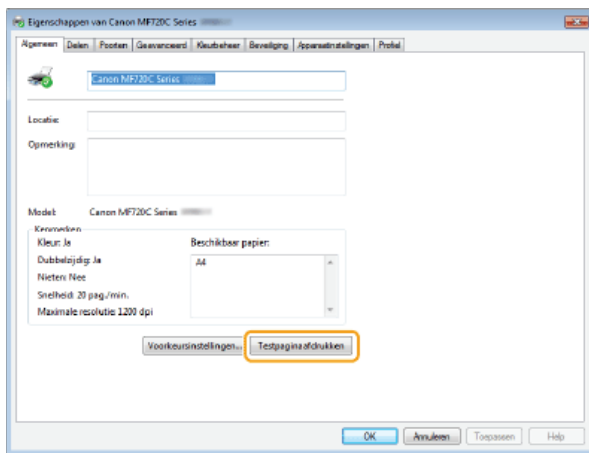 Eigenschappen van Canon MF720C Series
Algemeen Delen Poorten Geavanceerd Kleurbeheer Beveiliging Apparaatinstellingen Profiel
Canon MF720C Series
Locatie:
Opmerking:
Model: Canon MF720C Series
Kenmerken
Kleur: Ja Beschikbaar papier:
Dubbelzijdig: Ja A4
Nieten: Nee
Snelheid: 20 pag./min.
Maximale resolutie: 1200 dpi
Voorkeursinstellingen... Testpagina afdrukken
OK Annuleren Toepassen Help